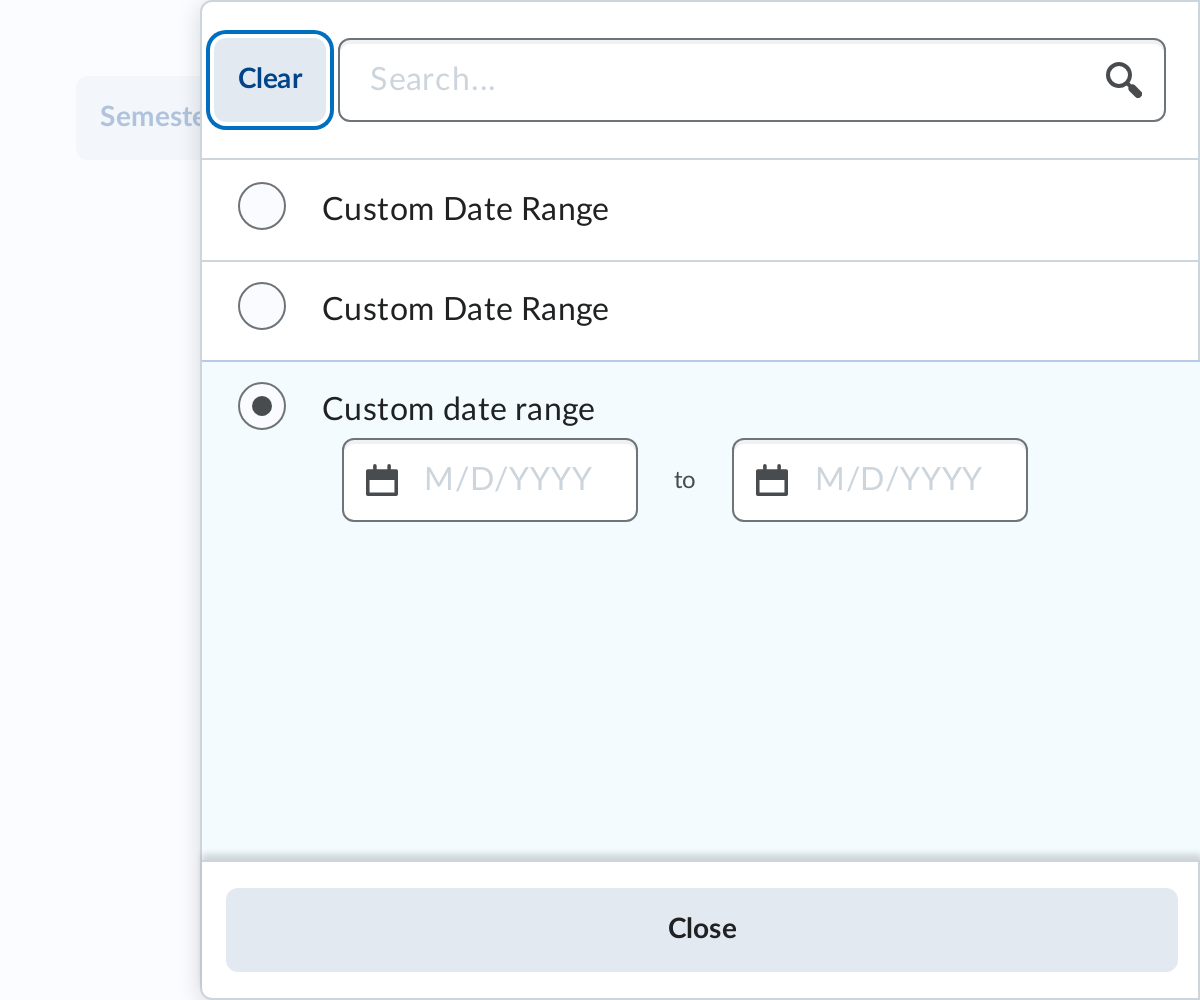 Semeste
Clear
Search...
Custom Date Range
Custom Date Range
Custom date range
M/D/YYYY to M/D/YYYY
Close